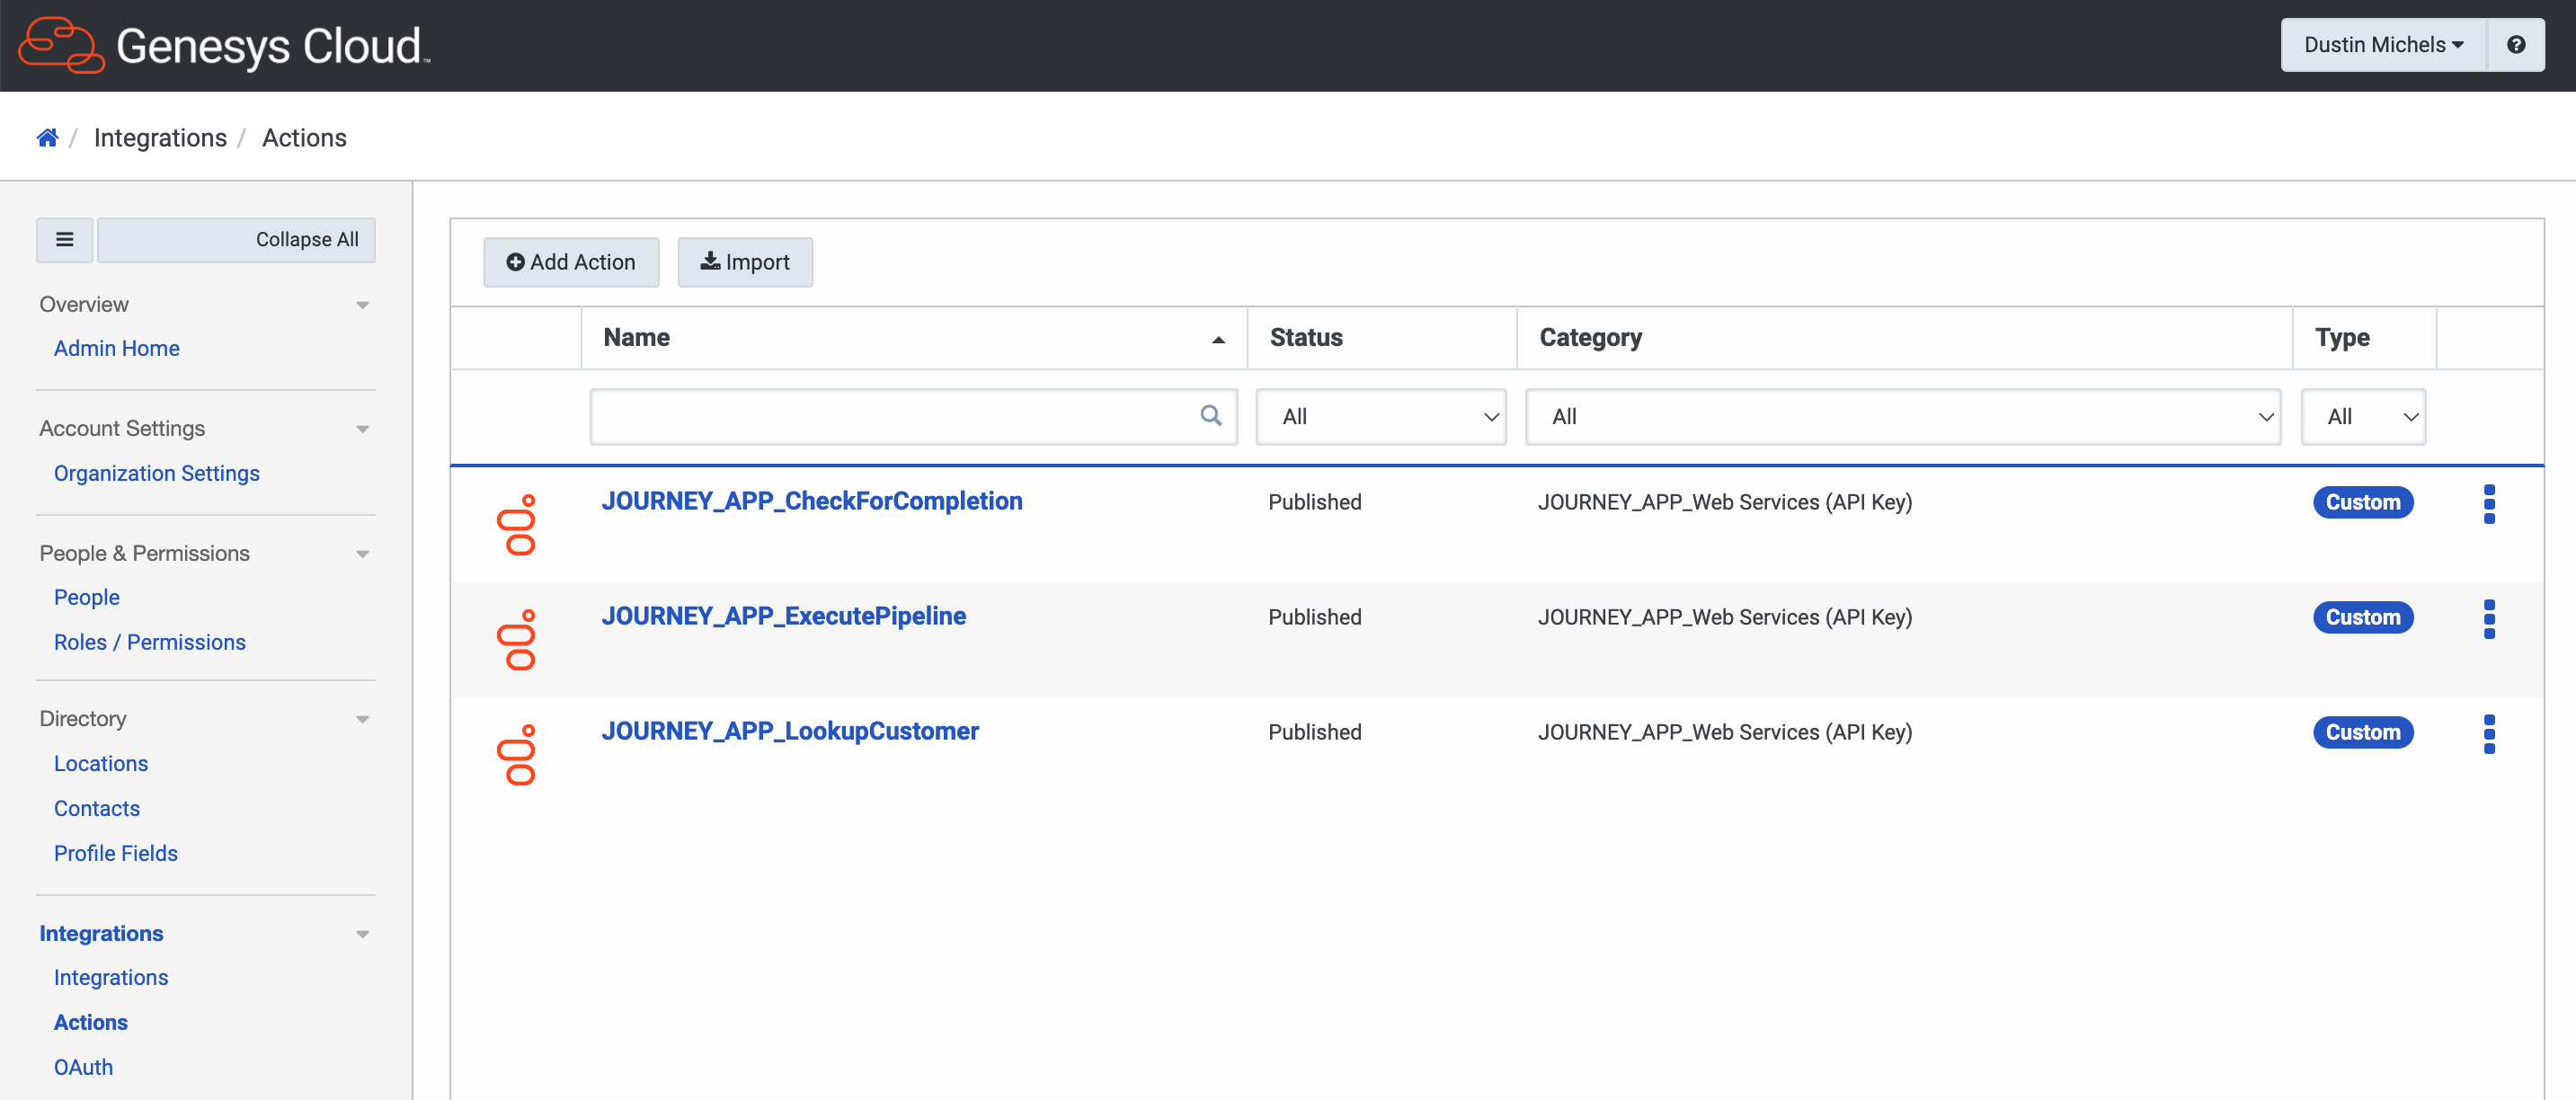 Genesys Cloud™
Dustin Michels
Integrations / Actions
Collapse All
Overview
Admin Home
Account Settings
Organization Settings
People & Permissions
People
Roles / Permissions
Directory
Locations
Contacts
Profile Fields
Integrations
Integrations
Actions
OAuth
Add Action Import
Name Status Category Type
All All All
JOURNEY_APP_CheckForCompletion Published JOURNEY_APP_Web Services (API Key) Custom
JOURNEY_APP_ExecutePipeline Published JOURNEY_APP_Web Services (API Key) Custom
JOURNEY_APP_LookupCustomer Published JOURNEY_APP_Web Services (API Key) Custom